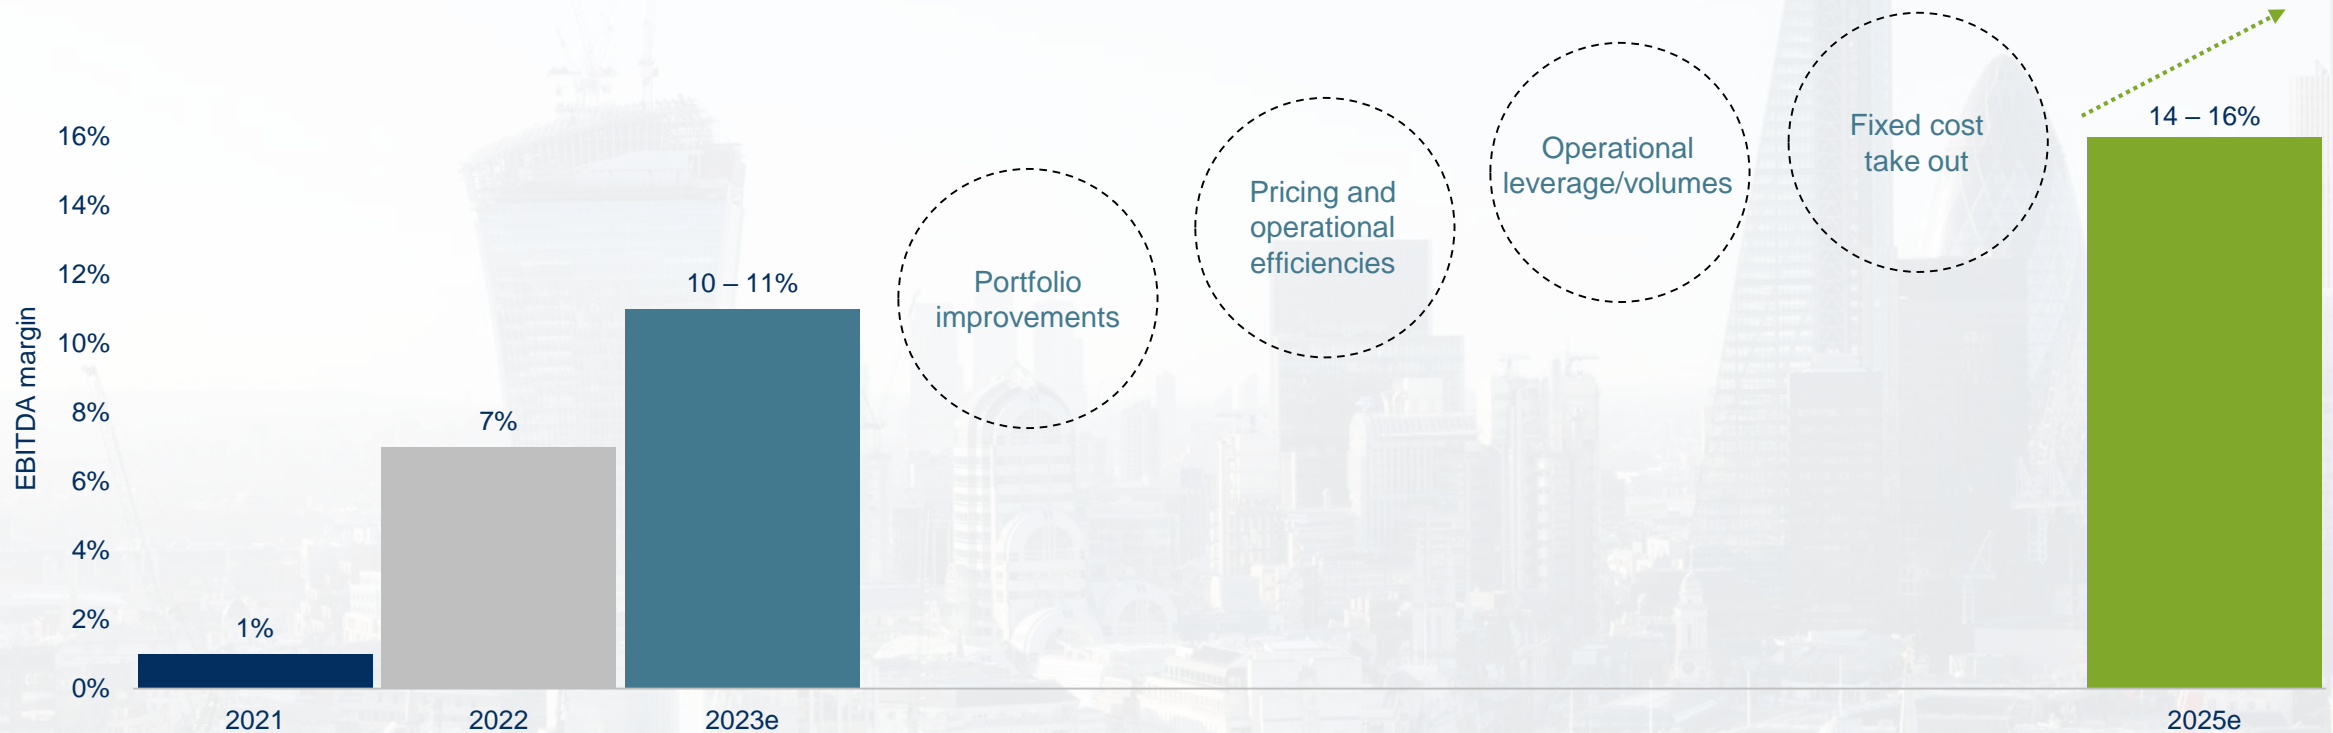 EBITDA margin
16%
14%
12%
10%
8%
6%
4%
2%
0%
1%
7%
10 – 11%
Portfolio
improvements
Pricing and
operational
efficiencies
Operational
leverage/volumes
Fixed cost
take out
14 – 16%
2021
2022
2023e
2025e